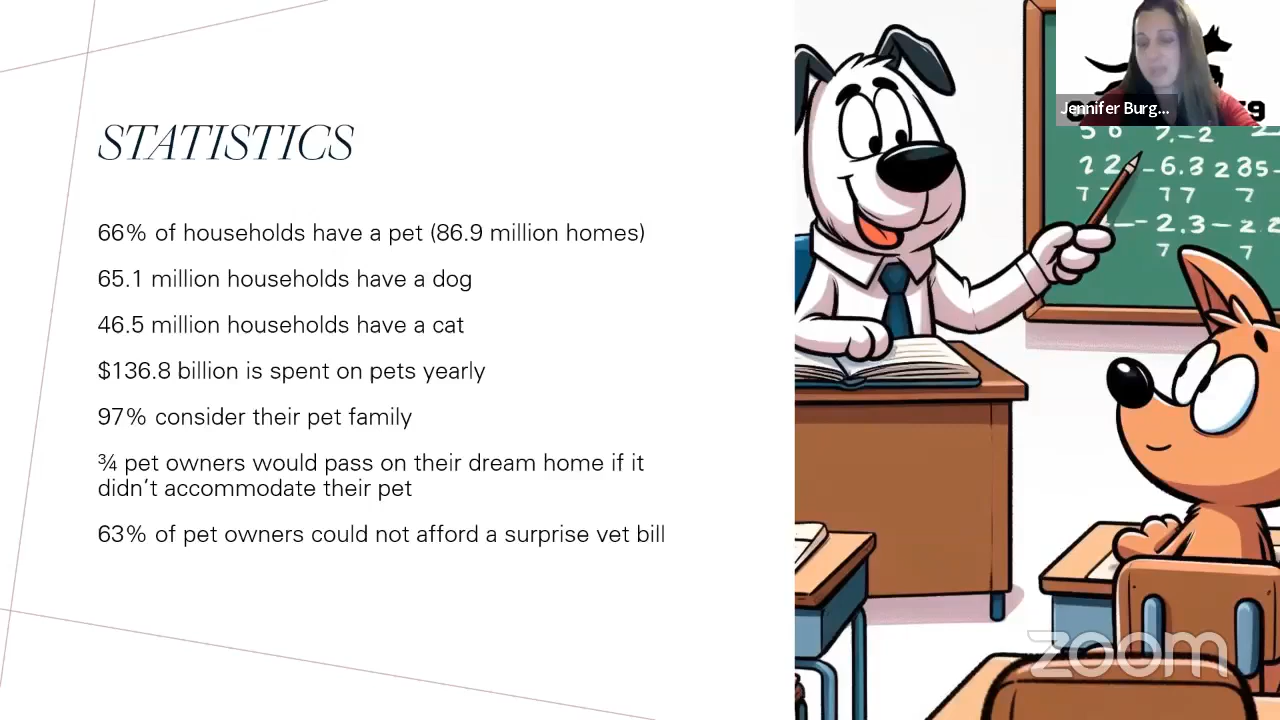 STATISTICS
66% of households have a pet (86.9 million homes)
65.1 million households have a dog
46.5 million households have a cat
$136.8 billion is spent on pets yearly
97% consider their pet family
¾ pet owners would pass on their dream home if it
didn’t accommodate their pet
63% of pet owners could not afford a surprise vet bill
Jennifer Burg...
zoom